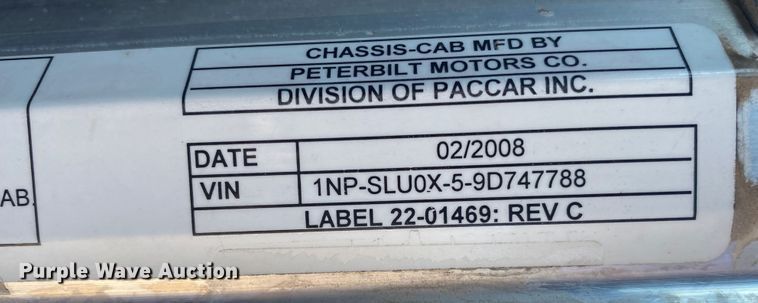 CHASSIS-CAB MFD BY
PETERBILT MOTORS CO.
DIVISION OF PACCAR INC.
DATE 02/2008
VIN 1NP-SLU0X-5-9D747788
LABEL 22-01469: REV C
AB.
Purple Wave Auction